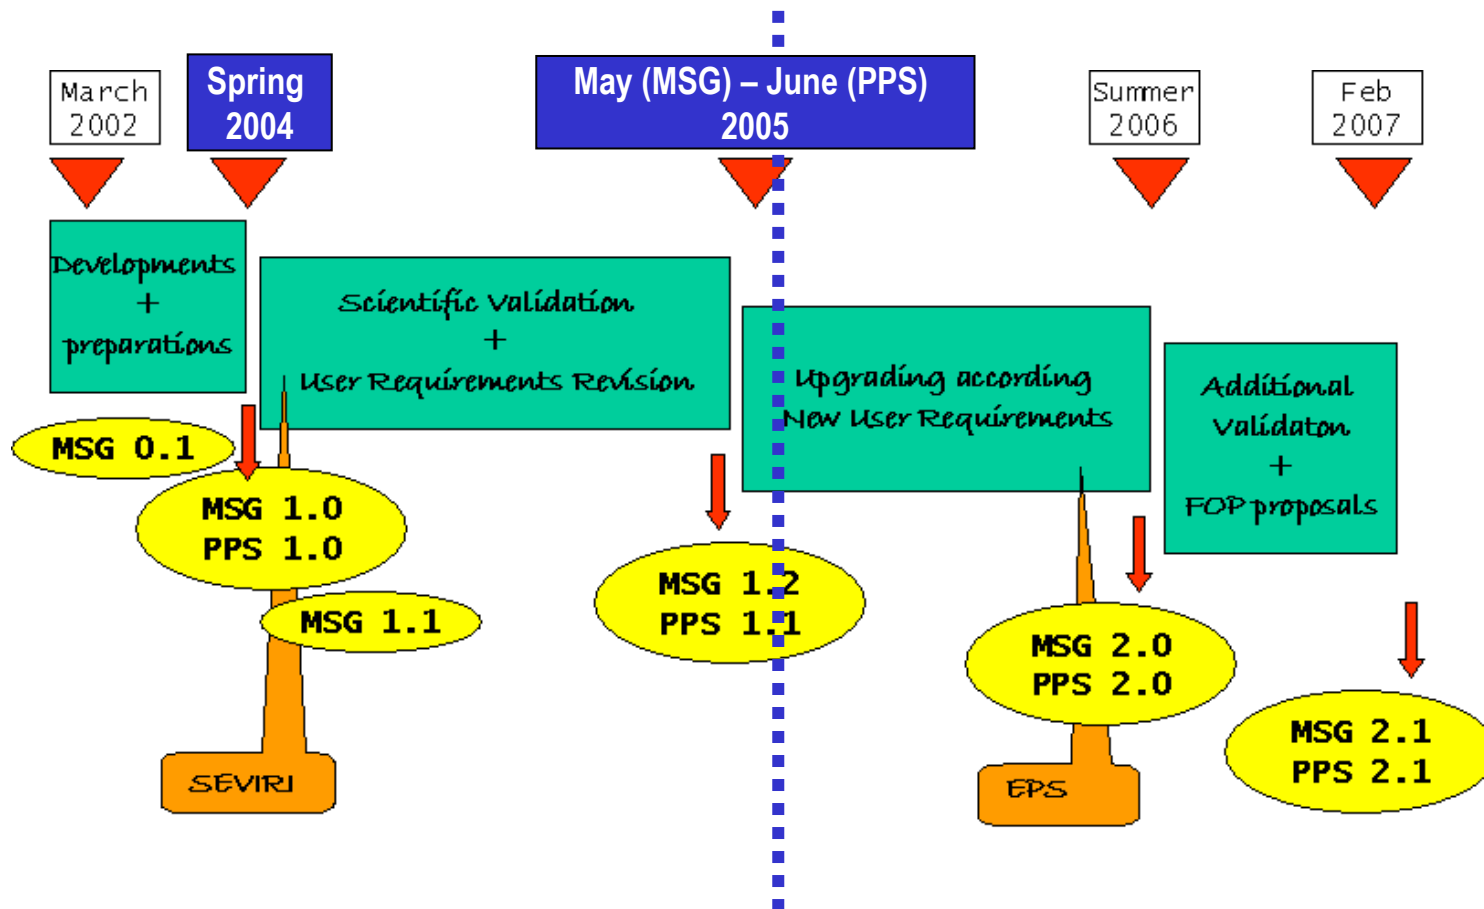 March
2002
Spring
2004
May (MSG) – June (PPS)
2005
Summer
2006
Feb
2007
Developments
+
preparations
Scientific Validation
+
User Requirements Revision
Upgrading according
New User Requirements
Additional
Validaton
+
FOP proposals
MSG 0.1
MSG 1.0
PPS 1.0
MSG 1.1
MSG 1.2
PPS 1.1
MSG 2.0
PPS 2.0
MSG 2.1
PPS 2.1
SEVIRI
EPS